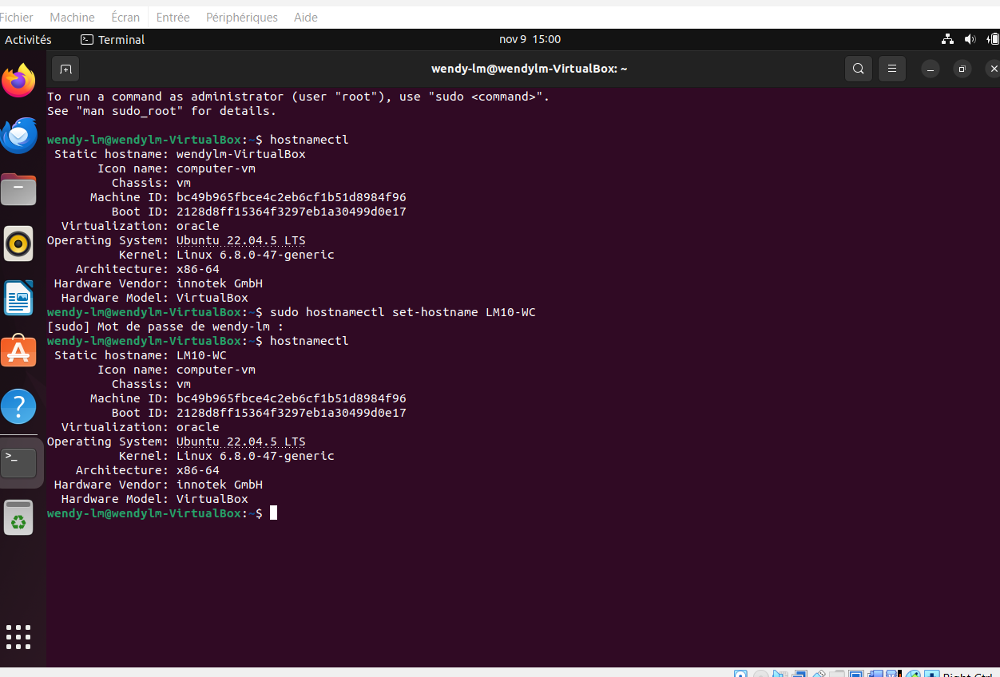 Fichier Machine Écran Entrée Périphériques Aide
Activités Terminal nov 9 15:00
wendy-lm@wendylm-VirtualBox: ~
To run a command as administrator (user "root"), use "sudo <command>".
See "man sudo_root" for details.
wendy-lm@wendylm-VirtualBox:~$ hostnamectl
Static hostname: wendylm-VirtualBox
Icon name: computer-vm
Chassis: vm
Machine ID: bc49b965fbce4c2eb6cf1b51d8984f96
Boot ID: 2128d8ff15364f3297eb1a30499d0e17
Virtualization: oracle
Operating System: Ubuntu 22.04.5 LTS
Kernel: Linux 6.8.0-47-generic
Architecture: x86-64
Hardware Vendor: innotek GmbH
Hardware Model: VirtualBox
wendy-lm@wendylm-VirtualBox:~$ sudo hostnamectl set-hostname LM10-WC
[sudo] Mot de passe de wendy-lm :
wendy-lm@wendylm-VirtualBox:~$ hostnamectl
Static hostname: LM10-WC
Icon name: computer-vm
Chassis: vm
Machine ID: bc49b965fbce4c2eb6cf1b51d8984f96
Boot ID: 2128d8ff15364f3297eb1a30499d0e17
Virtualization: oracle
Operating System: Ubuntu 22.04.5 LTS
Kernel: Linux 6.8.0-47-generic
Architecture: x86-64
Hardware Vendor: innotek GmbH
Hardware Model: VirtualBox
wendy-lm@wendylm-VirtualBox:~$
Right Ctrl